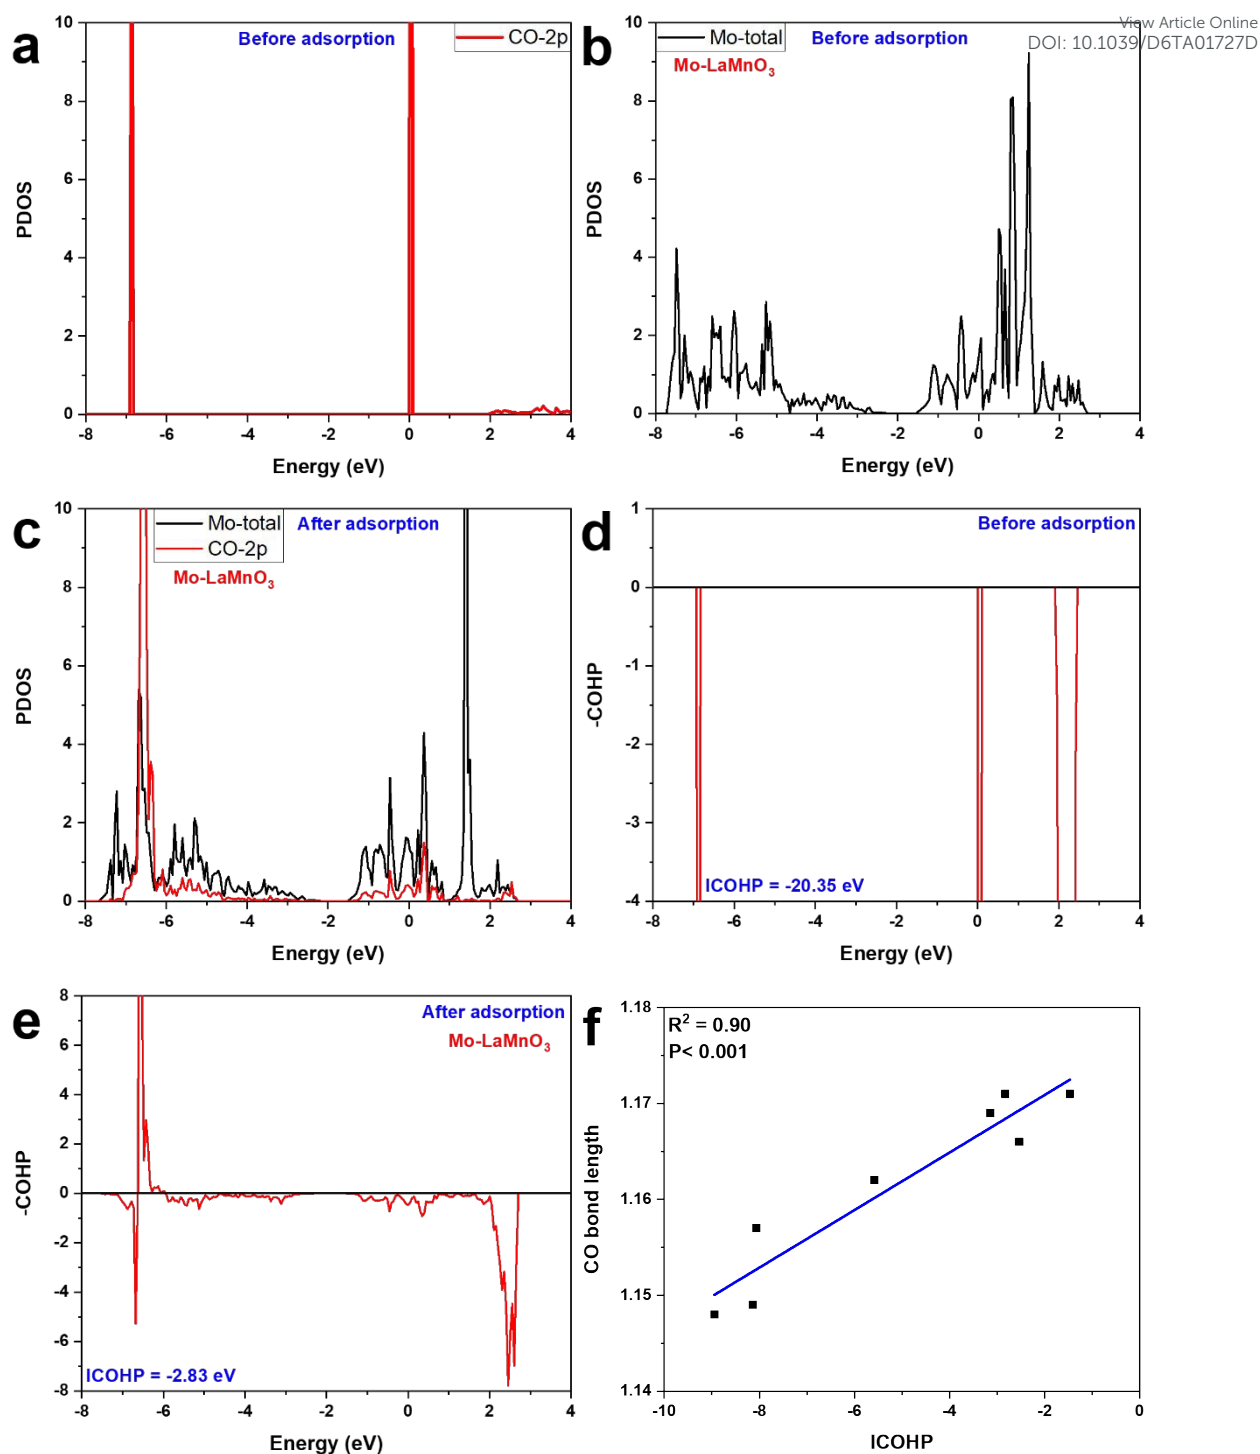 View Article Online
DOI: 10.1039/D6TA01727D
a
Before adsorption
CO-2p
10
8
6
4
2
0
PDOS
-8 -6 -4 -2 0 2 4
Energy (eV)
b
Mo-total
Before adsorption
Mo-LaMnO3
10
8
6
4
2
0
PDOS
-8 -6 -4 -2 0 2 4
Energy (eV)
c
Mo-total
CO-2p
After adsorption
Mo-LaMnO3
10
8
6
4
2
0
PDOS
-8 -6 -4 -2 0 2 4
Energy (eV)
d
Before adsorption
1
0
-1
-2
-3
-4
-COHP
ICOHP = -20.35 eV
-8 -6 -4 -2 0 2 4
Energy (eV)
e
After adsorption
Mo-LaMnO3
8
6
4
2
0
-2
-4
-6
-8
-COHP
ICOHP = -2.83 eV
-8 -6 -4 -2 0 2 4
Energy (eV)
f
R² = 0.90
P< 0.001
1.18
1.17
1.16
1.15
1.14
CO bond length
-10 -8 -6 -4 -2 0
ICOHP